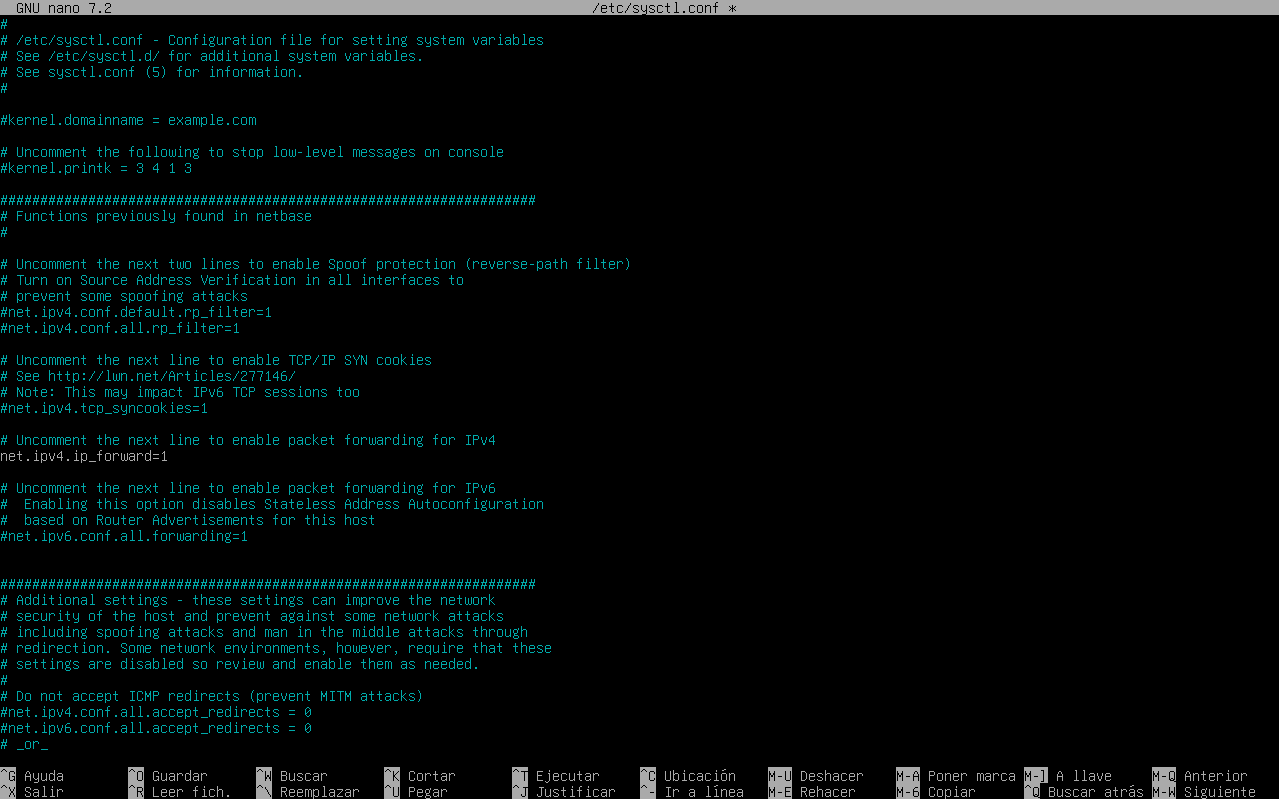 GNU nano 7.2 /etc/sysctl.conf *
#
# /etc/sysctl.conf - Configuration file for setting system variables
# See /etc/sysctl.d/ for additional system variables.
# See sysctl.conf (5) for information.
#
#kernel.domainname = example.com
# Uncomment the following to stop low-level messages on console
#kernel.printk = 3 4 1 3
###################################################################
# Functions previously found in netbase
#
# Uncomment the next two lines to enable Spoof protection (reverse-path filter)
# Turn on Source Address Verification in all interfaces to
# prevent some spoofing attacks
#net.ipv4.conf.default.rp_filter=1
#net.ipv4.conf.all.rp_filter=1
# Uncomment the next line to enable TCP/IP SYN cookies
# See http://lwn.net/Articles/277146/
# Note: This may impact IPv6 TCP sessions too
#net.ipv4.tcp_syncookies=1
# Uncomment the next line to enable packet forwarding for IPv4
net.ipv4.ip_forward=1
# Uncomment the next line to enable packet forwarding for IPv6
#  Enabling this option disables Stateless Address Autoconfiguration
#  based on Router Advertisements for this host
#net.ipv6.conf.all.forwarding=1
###################################################################
# Additional settings - these settings can improve the network
# security of the host and prevent against some network attacks
# including spoofing attacks and man in the middle attacks through
# redirection. Some network environments, however, require that these
# settings are disabled so review and enable them as needed.
#
# Do not accept ICMP redirects (prevent MITM attacks)
#net.ipv4.conf.all.accept_redirects = 0
#net.ipv6.conf.all.accept_redirects = 0
# _or_
^G Ayuda ^O Guardar ^W Buscar ^K Cortar ^T Ejecutar ^C Ubicación M-U Deshacer M-A Poner marca M-] A llave M-Q Anterior
^X Salir ^R Leer fich. ^\ Reemplazar ^U Pegar ^J Justificar ^- Ir a línea M-E Rehacer M-6 Copiar ^Q Buscar atrás M-W Siguiente